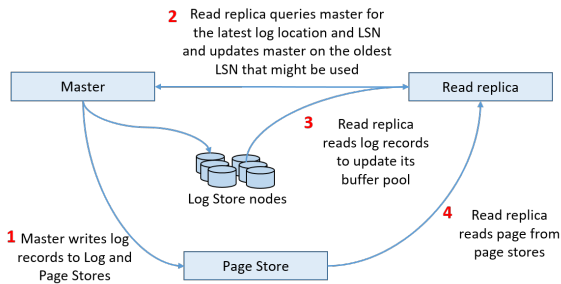 2 Read replica queries master for
the latest log location and LSN
and updates master on the oldest
LSN that might be used
Master
Read replica
3 Read replica
reads log records
to update its
buffer pool
Log Store nodes
1 Master writes log
records to Log and
Page Stores
Page Store
4 Read replica
reads page from
page stores